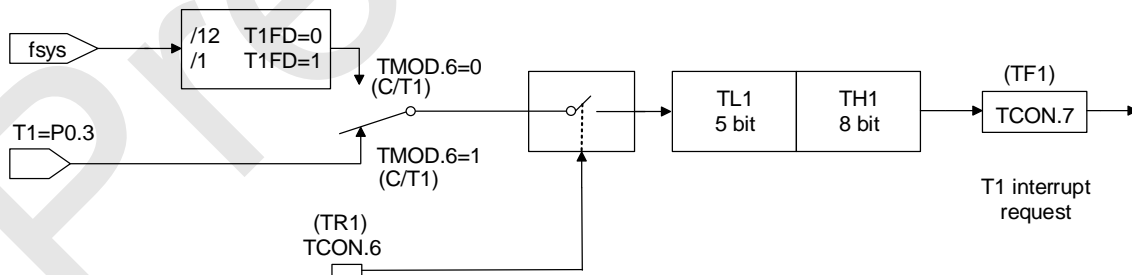 fsys
/12 T1FD=0
/1 T1FD=1
TMOD.6=0
(C/T1)
T1=P0.3
TMOD.6=1
(C/T1)
(TR1)
TCON.6
TL1
5 bit
TH1
8 bit
(TF1)
TCON.7
T1 interrupt
request
Pre